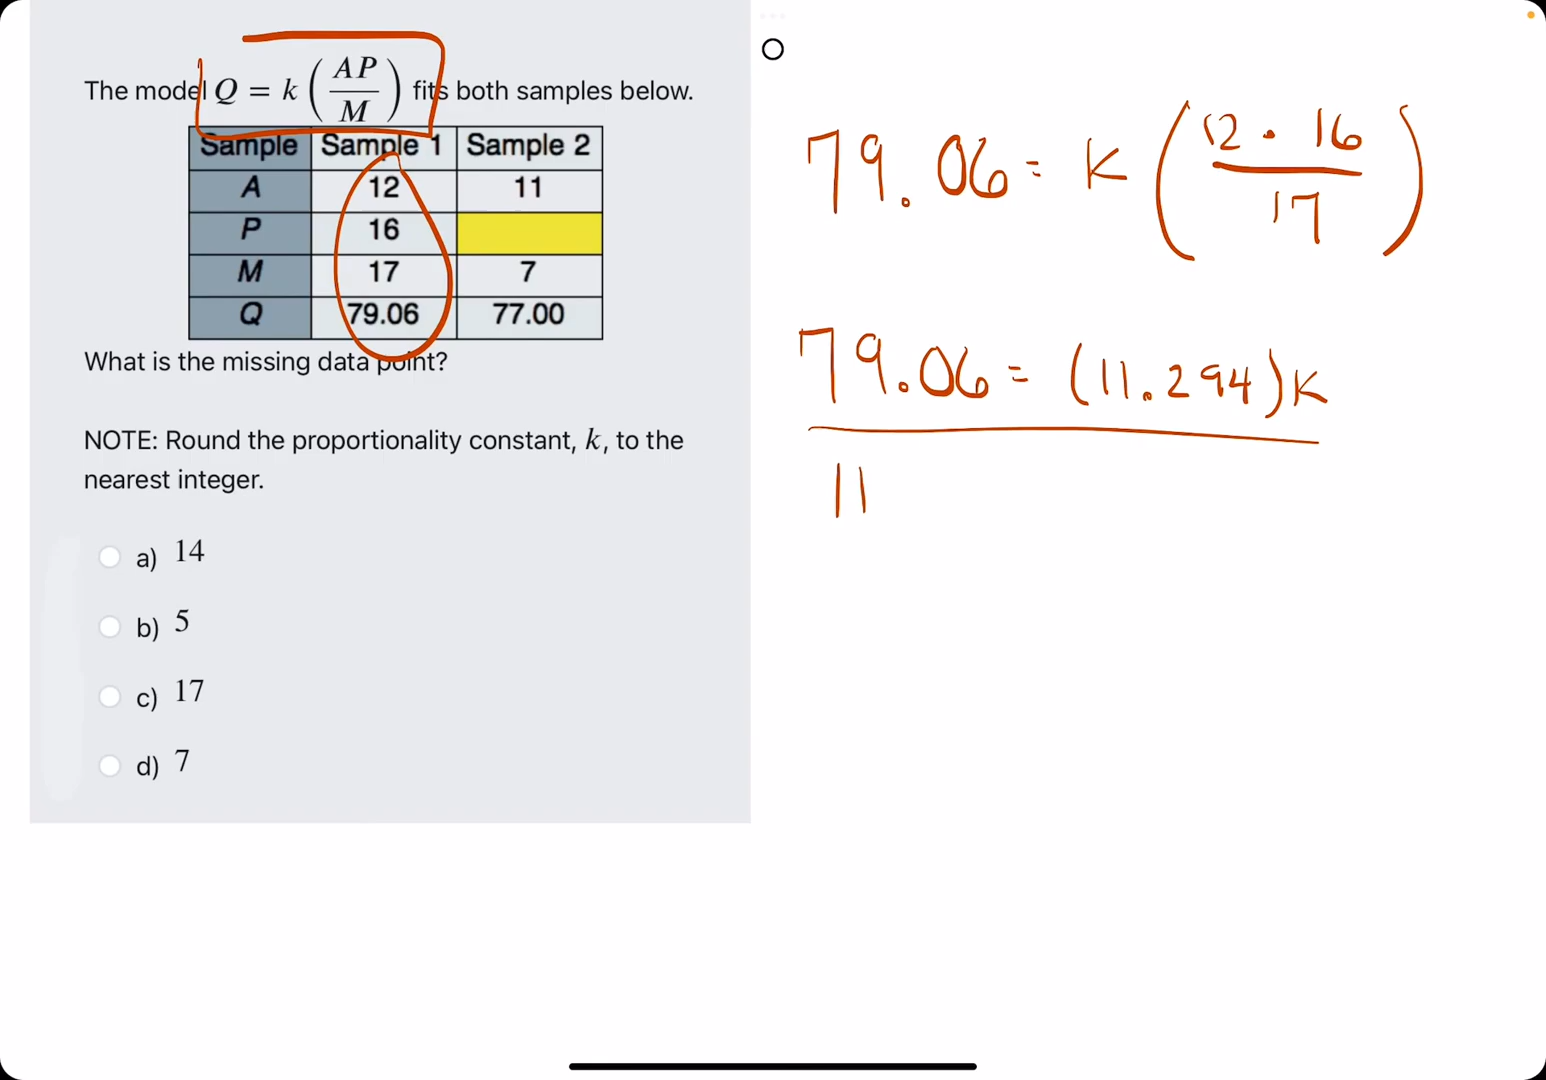 The model Q = k (AP/M) fits both samples below.
Sample Sample 1 Sample 2
A 12 11
P 16
M 17 7
Q 79.06 77.00
What is the missing data point?
NOTE: Round the proportionality constant, k, to the
nearest integer.
a) 14
b) 5
c) 17
d) 7
79.06 = k (12 · 16 / 17)
79.06 = (11.294)k
11